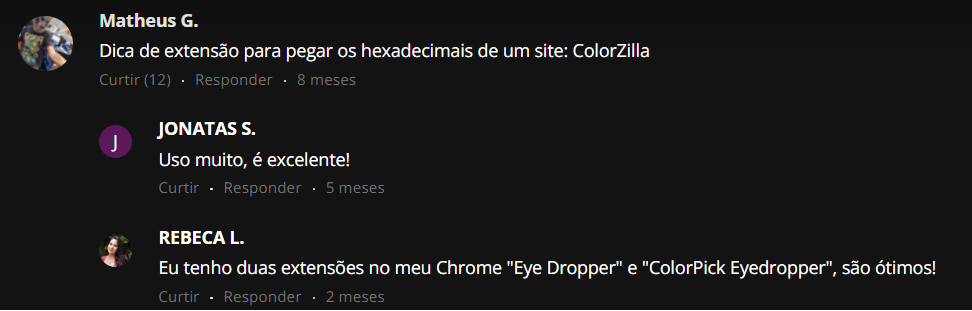 Matheus G.
Dica de extensão para pegar os hexadecimais de um site: ColorZilla
Curtir (12) · Responder · 8 meses
J
JONATAS S.
Uso muito, é excelente!
Curtir · Responder · 5 meses
REBECA L.
Eu tenho duas extensões no meu Chrome "Eye Dropper" e "ColorPick Eyedropper", são ótimos!
Curtir · Responder · 2 meses